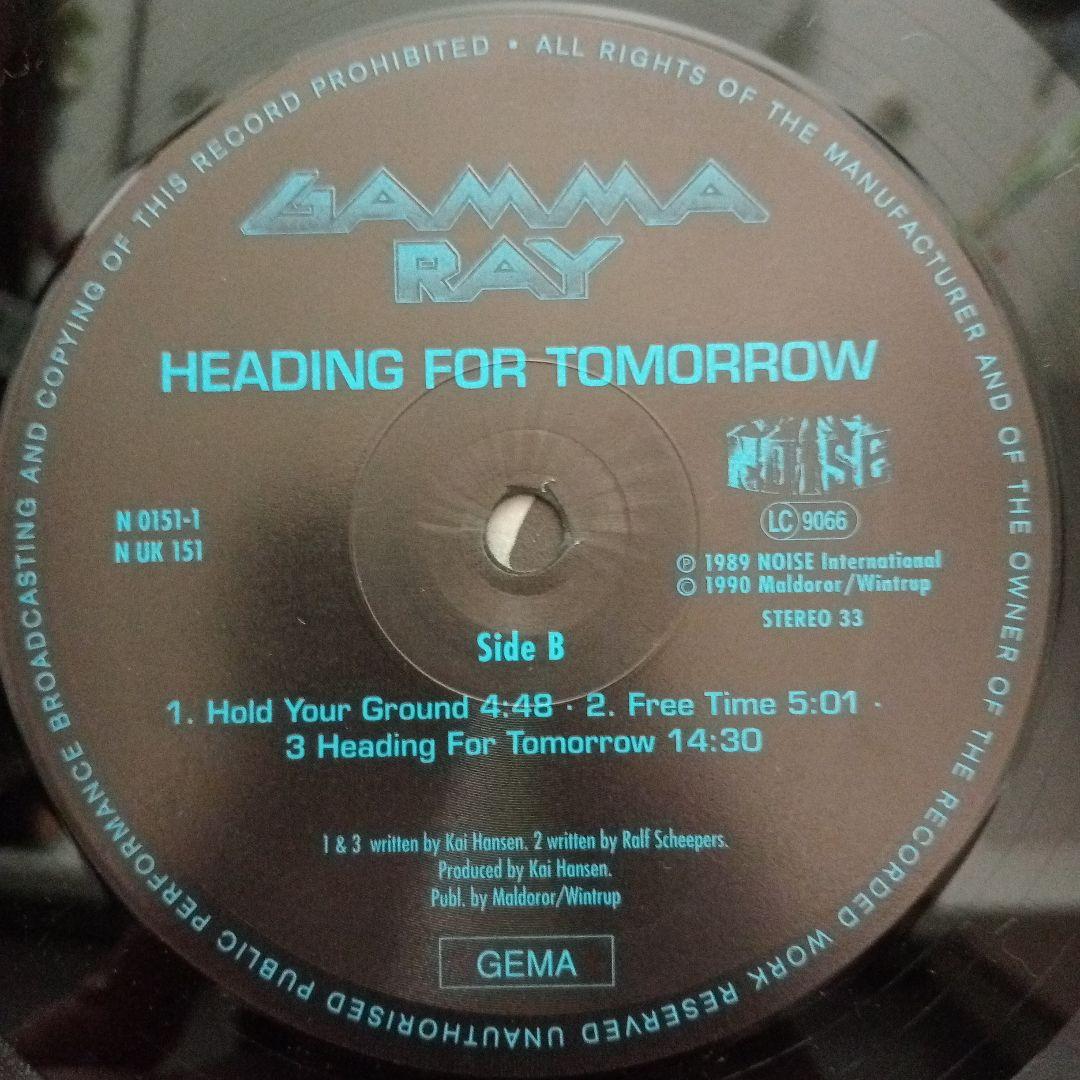 ALL RIGHTS OF THE MANUFACTURER AND OF THE OWNER OF THE RECORDED WORK RESERVED UNAUTHORISED PUBLIC PERFORMANCE BROADCASTING AND COPYING OF THIS RECORD PROHIBITED •
GAMMA
RAY
HEADING FOR TOMORROW
NOISE
LC 9066
N 0151-1
N UK 151
℗ 1989 NOISE International
© 1990 Maldoror/Wintrup
STEREO 33
Side B
1. Hold Your Ground 4:48 · 2. Free Time 5:01 ·
3 Heading For Tomorrow 14:30
1 & 3 written by Kai Hansen. 2 written by Ralf Scheepers.
Produced by Kai Hansen.
Publ. by Maldoror/Wintrup
GEMA